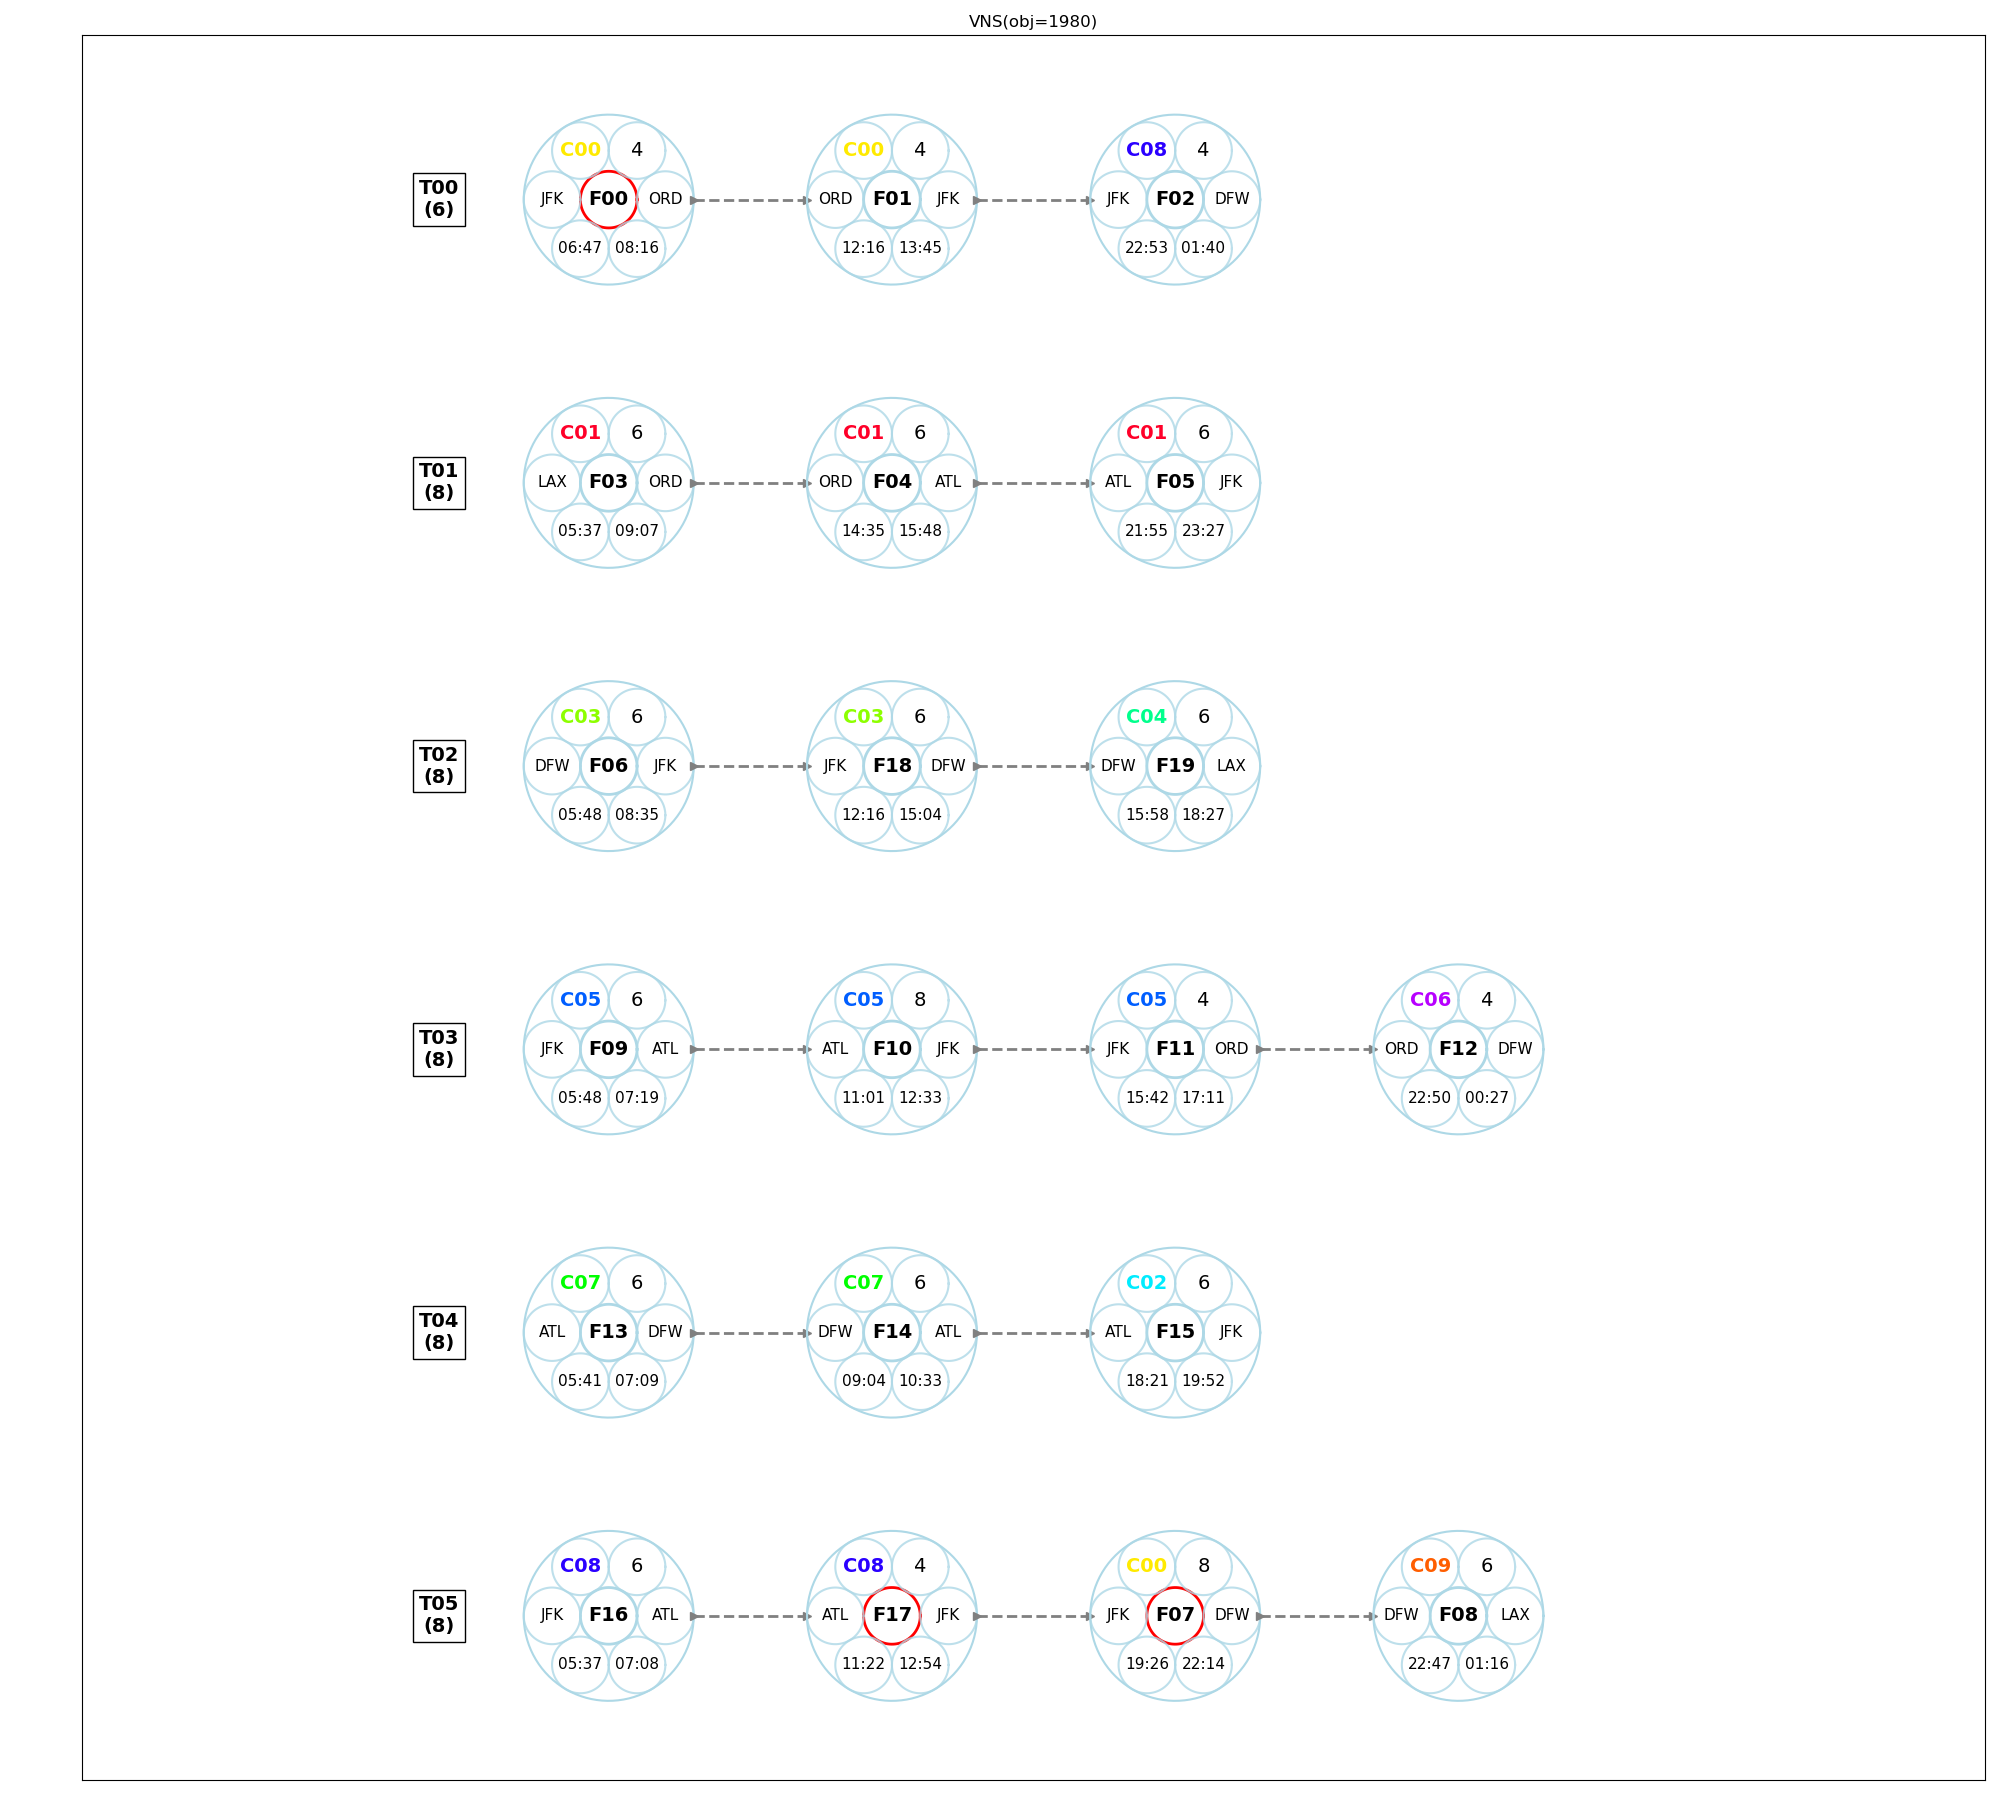 VNS(obj=1980)
C00 4 C00 4 C08 4
T00
(6)
JFK F00 ORD ORD F01 JFK JFK F02 DFW
06:47 08:16 12:16 13:45 22:53 01:40
C01 6 C01 6 C01 6
T01
(8)
LAX F03 ORD ORD F04 ATL ATL F05 JFK
05:37 09:07 14:35 15:48 21:55 23:27
C03 6 C03 6 C04 6
T02
(8)
DFW F06 JFK JFK F18 DFW DFW F19 LAX
05:48 08:35 12:16 15:04 15:58 18:27
C05 6 C05 8 C05 4 C06 4
T03
(8)
JFK F09 ATL ATL F10 JFK JFK F11 ORD ORD F12 DFW
05:48 07:19 11:01 12:33 15:42 17:11 22:50 00:27
C07 6 C07 6 C02 6
T04
(8)
ATL F13 DFW DFW F14 ATL ATL F15 JFK
05:41 07:09 09:04 10:33 18:21 19:52
C08 6 C08 4 C00 8 C09 6
T05
(8)
JFK F16 ATL ATL F17 JFK JFK F07 DFW DFW F08 LAX
05:37 07:08 11:22 12:54 19:26 22:14 22:47 01:16